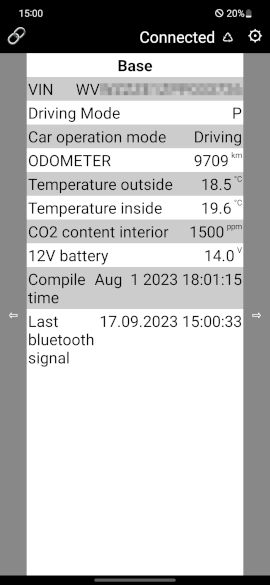 15:00 20%
Connected
Base
VIN WV
Driving Mode P
Car operation mode Driving
ODOMETER 9709 km
Temperature outside 18.5 °C
Temperature inside 19.6 °C
CO2 content interior 1500 ppm
12V battery 14.0 V
Compile Aug 1 2023 18:01:15
time
Last 17.09.2023 15:00:33
bluetooth
signal